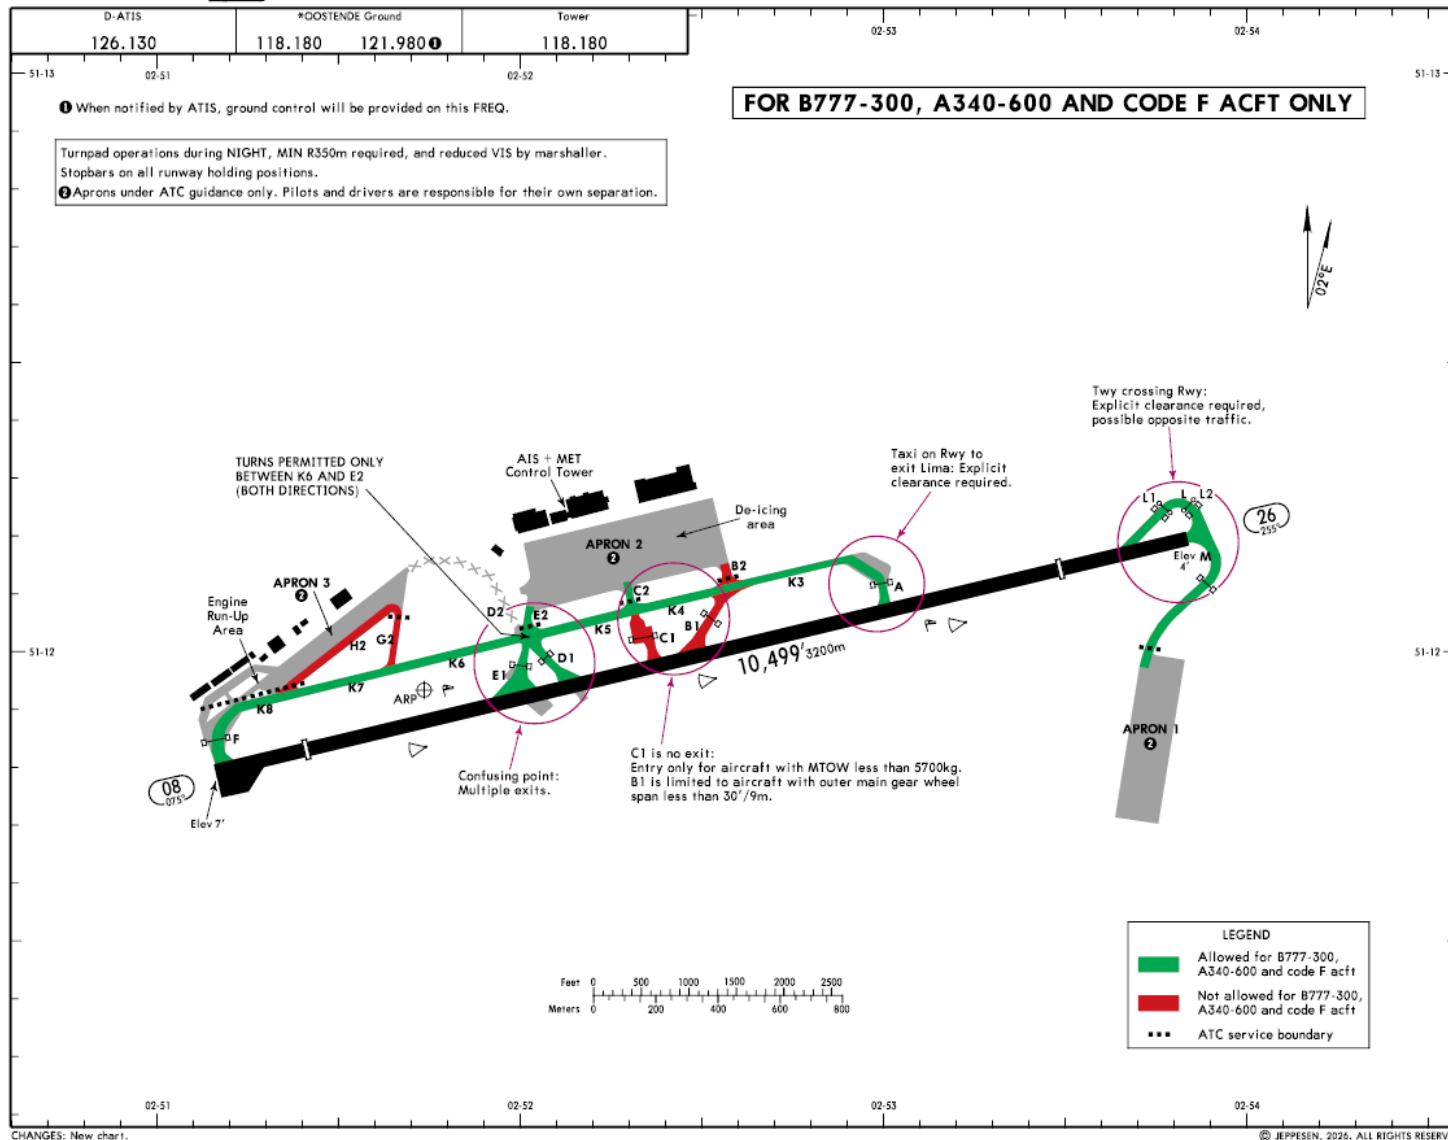 D-ATIS
126.130
*OOSTENDE Ground
118.180 121.980 ❶
Tower
118.180
02-53
02-54
51-13
02-51
02-52
51-13
❶ When notified by ATIS, ground control will be provided on this FREQ.
FOR B777-300, A340-600 AND CODE F ACFT ONLY
Turnpad operations during NIGHT, MIN R350m required, and reduced VIS by marshaller.
Stopbars on all runway holding positions.
❷ Aprons under ATC guidance only. Pilots and drivers are responsible for their own separation.
02°E
Twy crossing Rwy:
Explicit clearance required,
possible opposite traffic.
TURNS PERMITTED ONLY
BETWEEN K6 AND E2
(BOTH DIRECTIONS)
AIS + MET
Control Tower
Taxi on Rwy to
exit Lima: Explicit
clearance required.
De-icing
area
APRON 2
❷
L1
L
L2
26
255°
Elev
4'
M
APRON 3
❷
Engine
Run-Up
Area
B2
K3
A
C2
K4
D2
E2
K5
B1
C1
H2
G2
K6
D1
E1
K7
K8
ARP
F
10,499' 3200m
51-12
51-12
APRON 1
❷
08
075°
Elev 7'
Confusing point:
Multiple exits.
C1 is no exit:
Entry only for aircraft with MTOW less than 5700kg.
B1 is limited to aircraft with outer main gear wheel
span less than 30'/9m.
LEGEND
Allowed for B777-300,
A340-600 and code F acft
Not allowed for B777-300,
A340-600 and code F acft
ATC service boundary
Feet 0 500 1000 1500 2000 2500
Meters 0 200 400 600 800
02-51
02-52
02-53
02-54
CHANGES: New chart.
© JEPPESEN, 2026. ALL RIGHTS RESERV